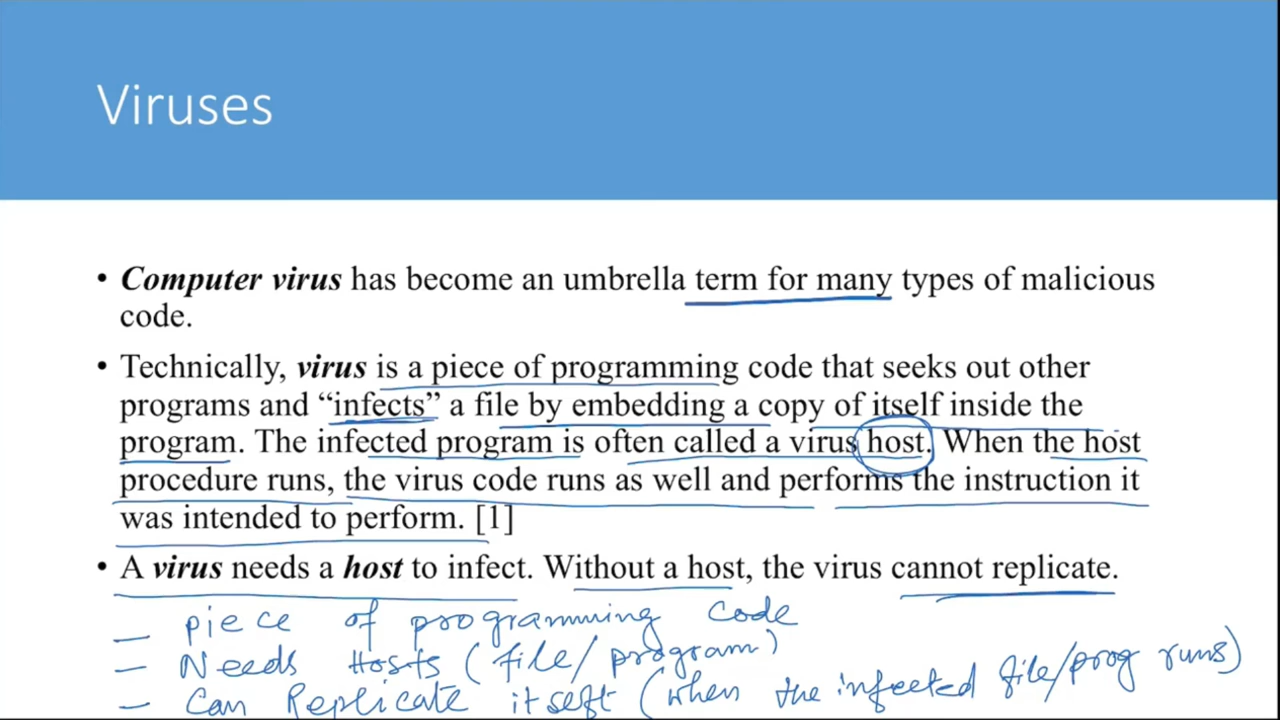 Viruses
• Computer virus has become an umbrella term for many types of malicious
code.
• Technically, virus is a piece of programming code that seeks out other
programs and “infects” a file by embedding a copy of itself inside the
program. The infected program is often called a virus host. When the host
procedure runs, the virus code runs as well and performs the instruction it
was intended to perform. [1]
• A virus needs a host to infect. Without a host, the virus cannot replicate.
— piece of programming code
— Needs Hosts (file/program)
— Can Replicate itself (when the infected file/prog runs)